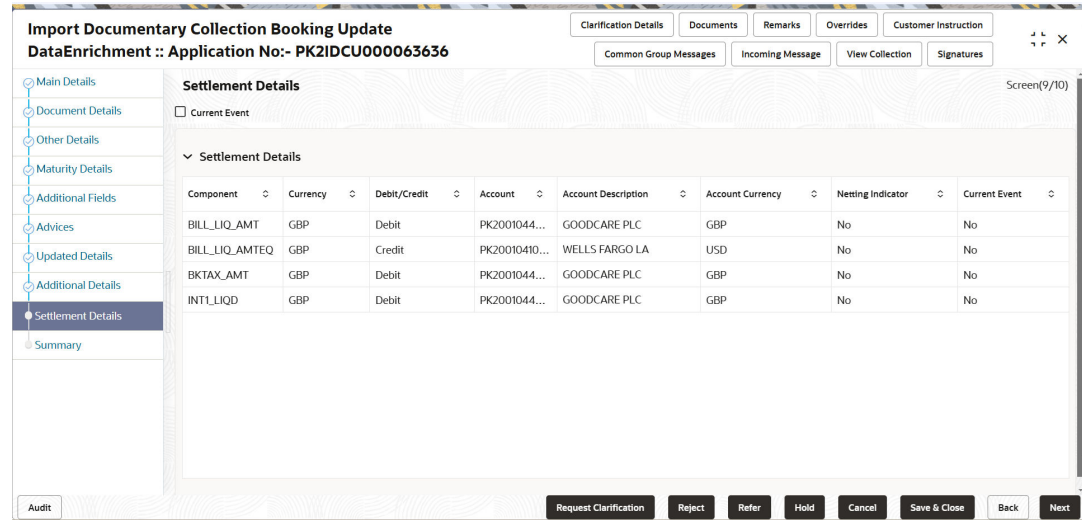 Import Documentary Collection Booking Update
DataEnrichment :: Application No:- PK2IDCU000063636
Clarification Details Documents Remarks Overrides Customer Instruction
Common Group Messages Incoming Message View Collection Signatures
Main Details
Document Details
Other Details
Maturity Details
Additional Fields
Advices
Updated Details
Additional Details
Settlement Details
Summary
Settlement Details Screen(9/10)
Current Event
Settlement Details
Component Currency Debit/Credit Account Account Description Account Currency Netting Indicator Current Event
BILL_LIQ_AMT GBP Debit PK2001044... GOODCARE PLC GBP No No
BILL_LIQ_AMTEQ GBP Credit PK20010410... WELLS FARGO LA USD No No
BKTAX_AMT GBP Debit PK2001044... GOODCARE PLC GBP No No
INT1_LIQD GBP Debit PK2001044... GOODCARE PLC GBP No No
Audit Request Clarification Reject Refer Hold Cancel Save & Close Back Next